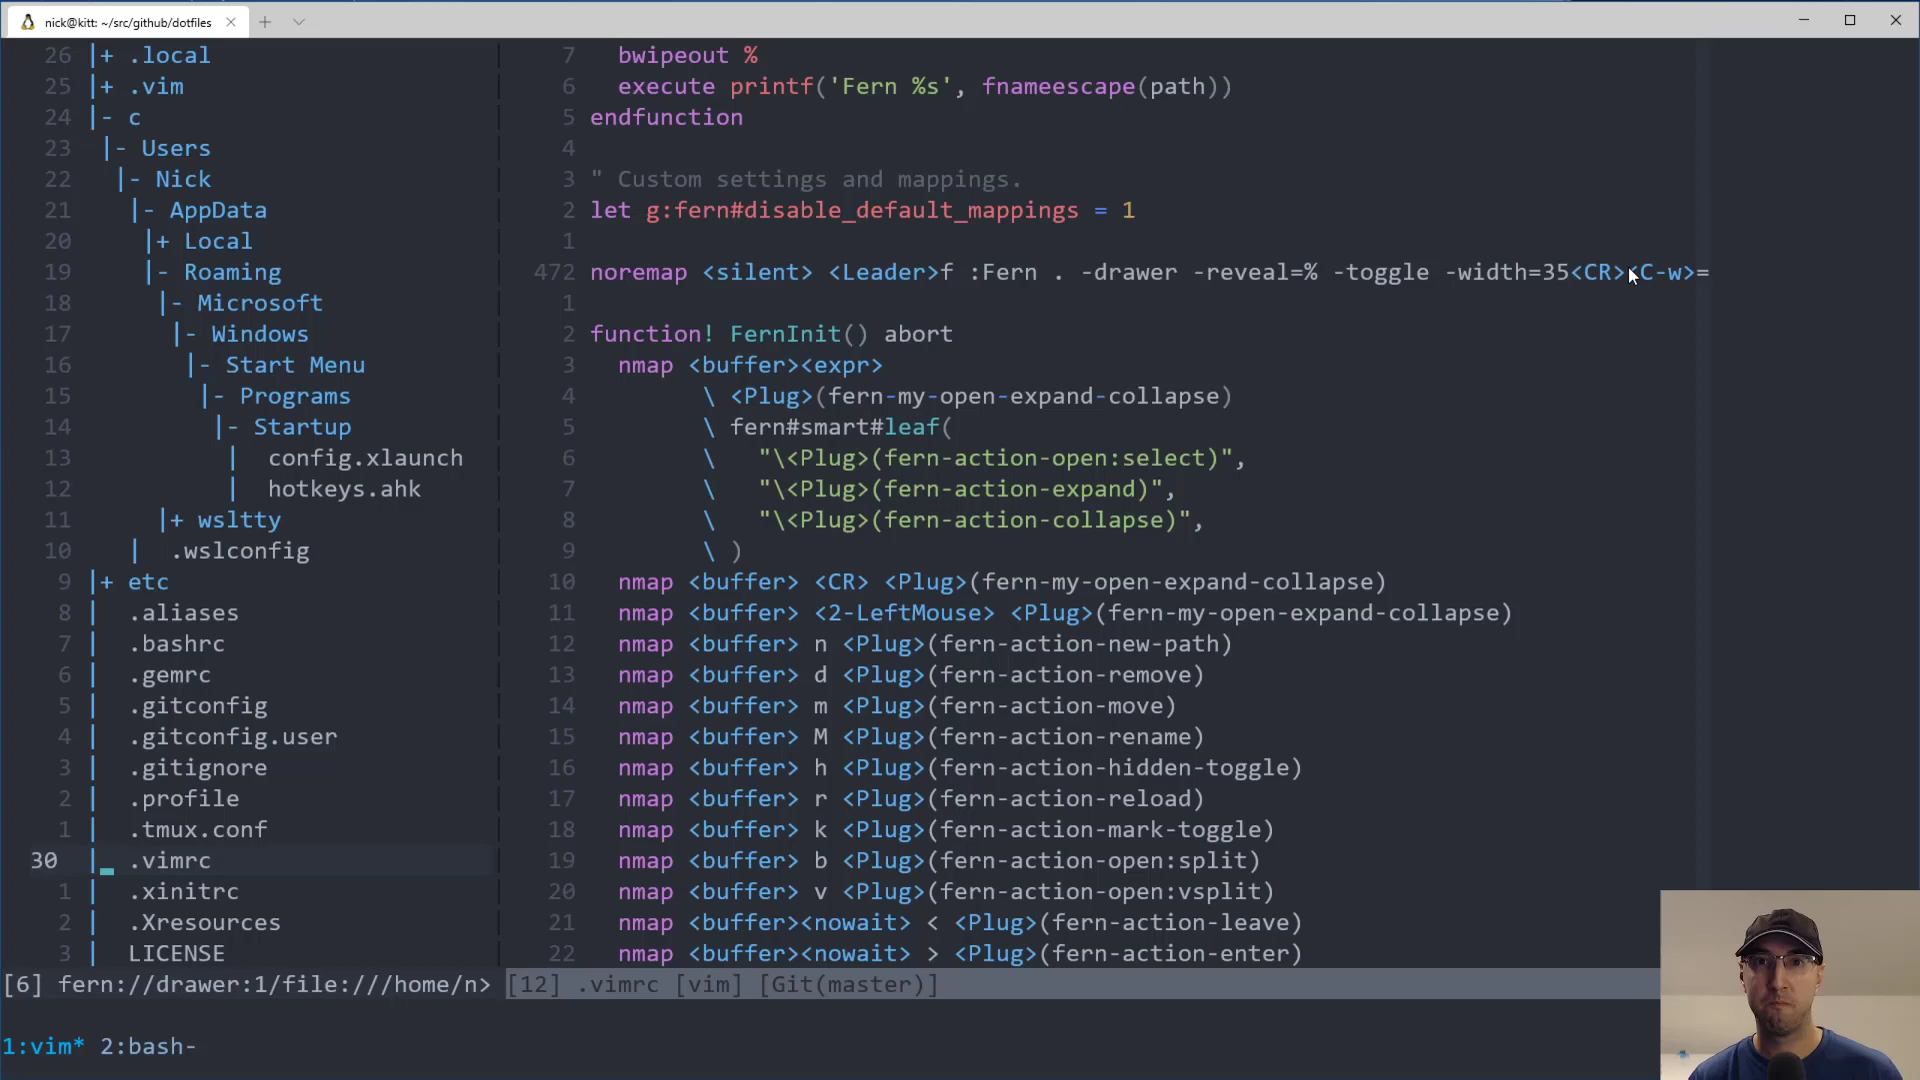 nick@kitt: ~/src/github/dotfiles
26 |+ .local
25 |+ .vim
24 |- c
23 |- Users
22 |- Nick
21 |- AppData
20 |+ Local
19 |- Roaming
18 |- Microsoft
17 |- Windows
16 |- Start Menu
15 |- Programs
14 |- Startup
13 | config.xlaunch
12 | hotkeys.ahk
11 |+ wsltty
10 | .wslconfig
9 |+ etc
8 | .aliases
7 | .bashrc
6 | .gemrc
5 | .gitconfig
4 | .gitconfig.user
3 | .gitignore
2 | .profile
1 | .tmux.conf
30 | .vimrc
1 | .xinitrc
2 | .Xresources
3 | LICENSE
7 bwipeout %
6 execute printf('Fern %s', fnameescape(path))
5 endfunction
4
3 " Custom settings and mappings.
2 let g:fern#disable_default_mappings = 1
1
472 noremap <silent> <Leader>f :Fern . -drawer -reveal=% -toggle -width=35<CR><C-w>=
1
2 function! FernInit() abort
3 nmap <buffer><expr>
4 \ <Plug>(fern-my-open-expand-collapse)
5 \ fern#smart#leaf(
6 \ "\<Plug>(fern-action-open:select)",
7 \ "\<Plug>(fern-action-expand)",
8 \ "\<Plug>(fern-action-collapse)",
9 \ )
10 nmap <buffer> <CR> <Plug>(fern-my-open-expand-collapse)
11 nmap <buffer> <2-LeftMouse> <Plug>(fern-my-open-expand-collapse)
12 nmap <buffer> n <Plug>(fern-action-new-path)
13 nmap <buffer> d <Plug>(fern-action-remove)
14 nmap <buffer> m <Plug>(fern-action-move)
15 nmap <buffer> M <Plug>(fern-action-rename)
16 nmap <buffer> h <Plug>(fern-action-hidden-toggle)
17 nmap <buffer> r <Plug>(fern-action-reload)
18 nmap <buffer> k <Plug>(fern-action-mark-toggle)
19 nmap <buffer> b <Plug>(fern-action-open:split)
20 nmap <buffer> v <Plug>(fern-action-open:vsplit)
21 nmap <buffer><nowait> < <Plug>(fern-action-leave)
22 nmap <buffer><nowait> > <Plug>(fern-action-enter)
[6] fern://drawer:1/file:///home/n> [12] .vimrc [vim] [Git(master)]
1:vim* 2:bash-